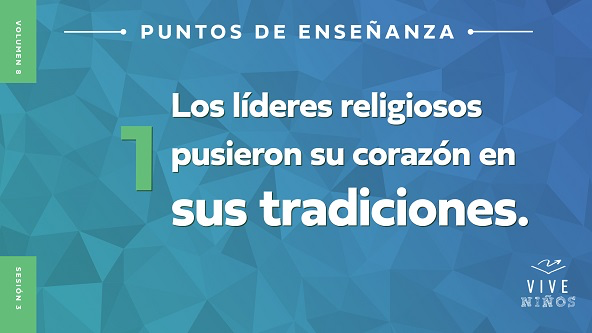 VOLUMEN 8
PUNTOS DE ENSEÑANZA
1
Los líderes religiosos
pusieron su corazón en
sus tradiciones.
SESIÓN 3
VIVE
NIÑOS